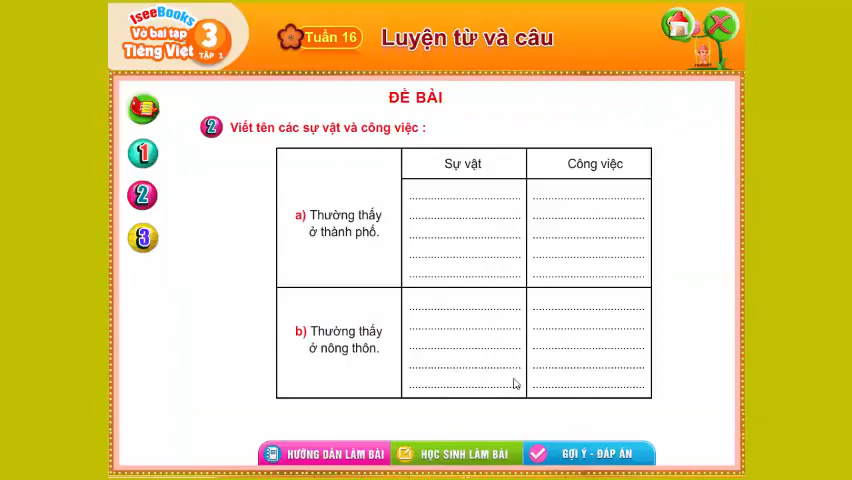 IseeBooks
Vở bài tập
Tiếng Việt
3
TẬP 1
Tuần 16
Luyện từ và câu
ĐỀ BÀI
2 Viết tên các sự vật và công việc :
1
2
3
Sự vật
Công việc
a) Thường thấy
ở thành phố.
b) Thường thấy
ở nông thôn.
HƯỚNG DẪN LÀM BÀI
HỌC SINH LÀM BÀI
GỢI Ý - ĐÁP ÁN